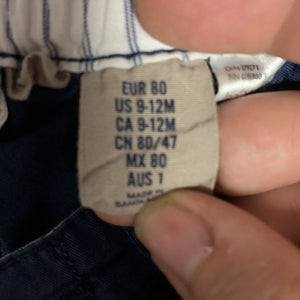 EUR 80
US 9-12M
CA 9-12M
CN 80/47
MX 80
AUS 1
MADE IN